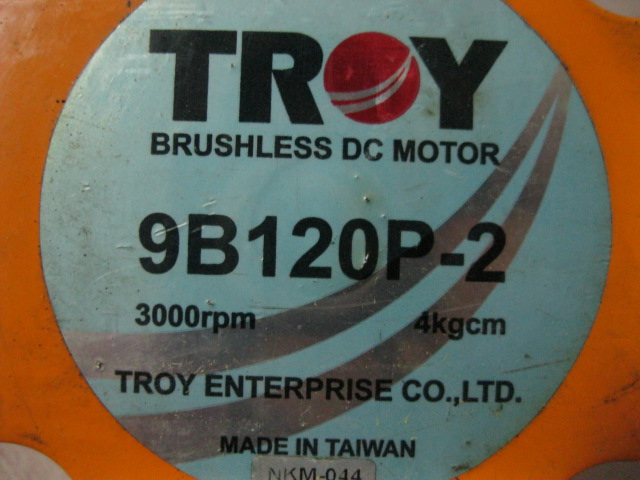 TROY
BRUSHLESS DC MOTOR
9B120P-2
3000rpm 4kgcm
TROY ENTERPRISE CO.,LTD.
MADE IN TAIWAN
NKM-044